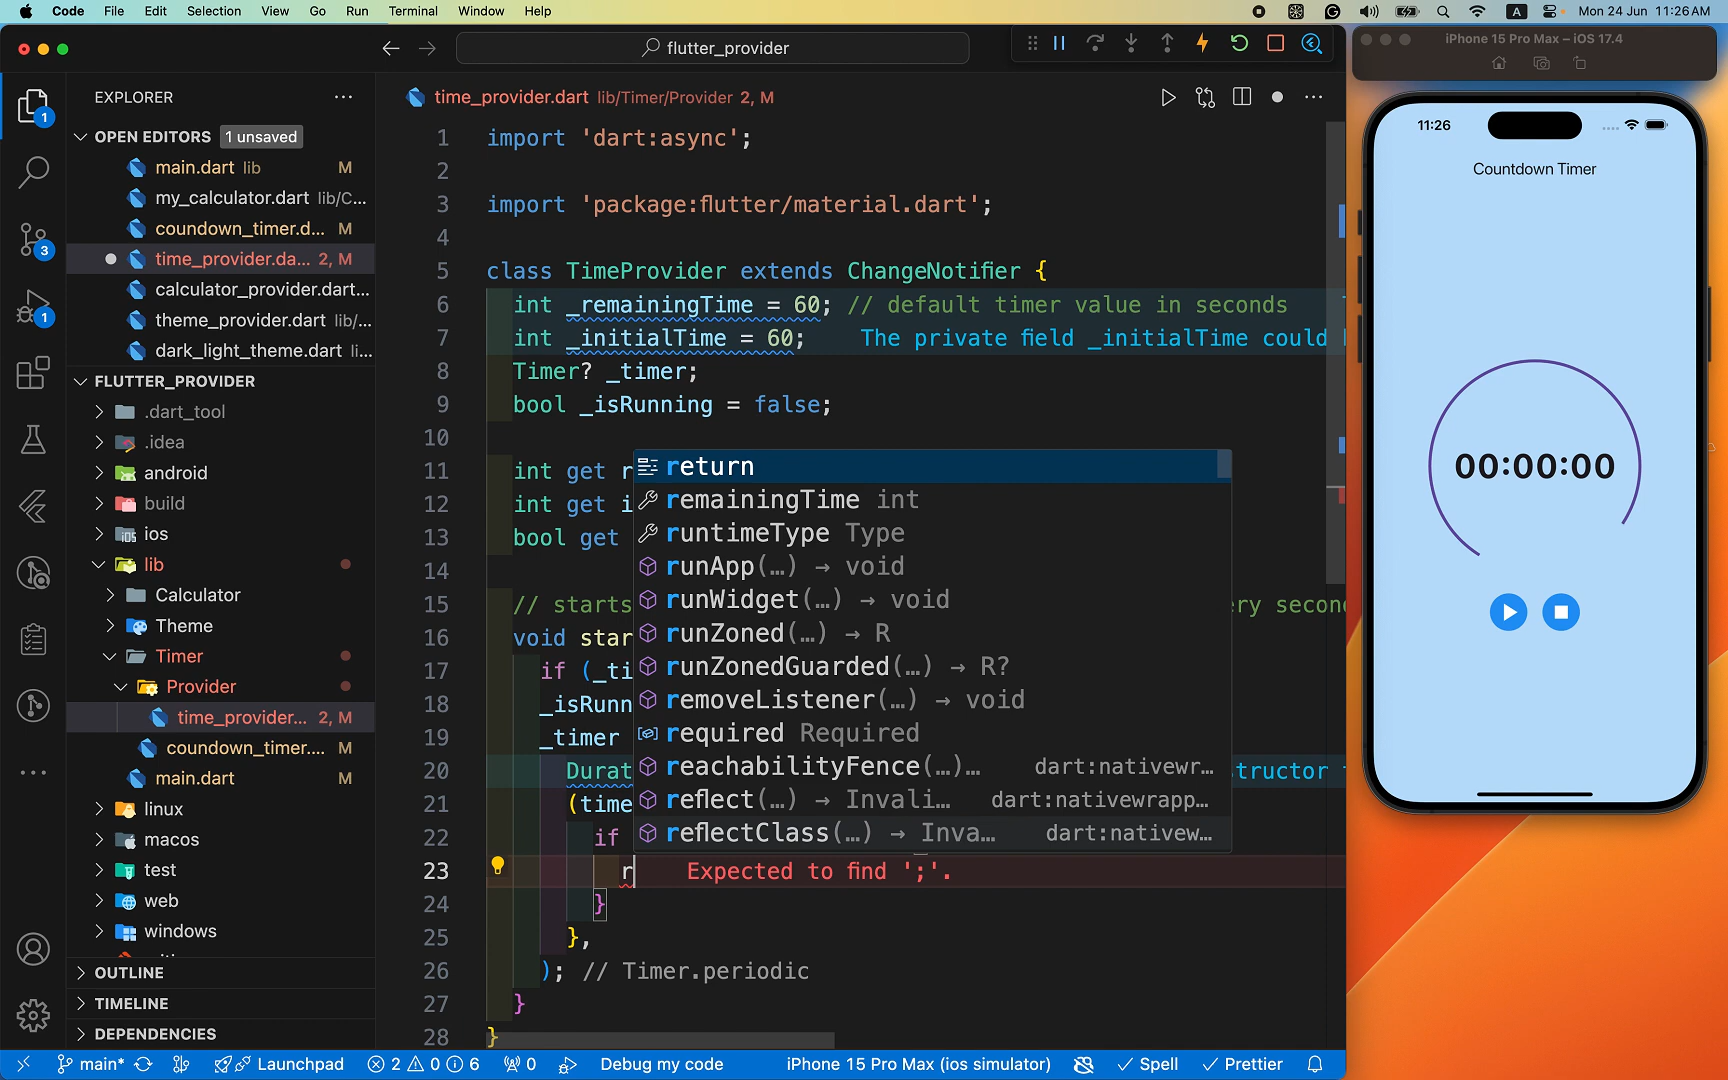 Code File Edit Selection View Go Run Terminal Window Help
A Mon 24 Jun 11:26 AM
flutter_provider
iPhone 15 Pro Max – iOS 17.4
EXPLORER
OPEN EDITORS 1 unsaved
main.dart lib M
my_calculator.dart lib/C...
coundown_timer.d... M
time_provider.da... 2, M
calculator_provider.dart...
theme_provider.dart lib/...
dark_light_theme.dart li...
FLUTTER_PROVIDER
.dart_tool
.idea
android
build
ios
lib
Calculator
Theme
Timer
Provider
time_provider... 2, M
coundown_timer.... M
main.dart M
linux
macos
test
web
windows
OUTLINE
TIMELINE
DEPENDENCIES
1
3
1
time_provider.dart lib/Timer/Provider 2, M
1 import 'dart:async';
2
3 import 'package:flutter/material.dart';
4
5 class TimeProvider extends ChangeNotifier {
6 int _remainingTime = 60; // default timer value in seconds
7 int _initialTime = 60; The private field _initialTime could
8 Timer? _timer;
9 bool _isRunning = false;
10
11 int get r
12 int get i
13 bool get
14
15 // starts ry secon
16 void star
17 if (_ti
18 _isRunn
19 _timer
20 Durat structor
21 (time
22 if
23 r Expected to find ';'.
24 }
25 },
26 ); // Timer.periodic
27 }
28 }
return
remainingTime int
runtimeType Type
runApp(…) → void
runWidget(…) → void
runZoned(…) → R
runZonedGuarded(…) → R?
removeListener(…) → void
required Required
reachabilityFence(…)… dart:nativewr…
reflect(…) → Invali… dart:nativewrapp…
reflectClass(…) → Inva… dart:nativew…
11:26
Countdown Timer
00:00:00
main* Launchpad 2 0 6 0 Debug my code iPhone 15 Pro Max (ios simulator) Spell Prettier